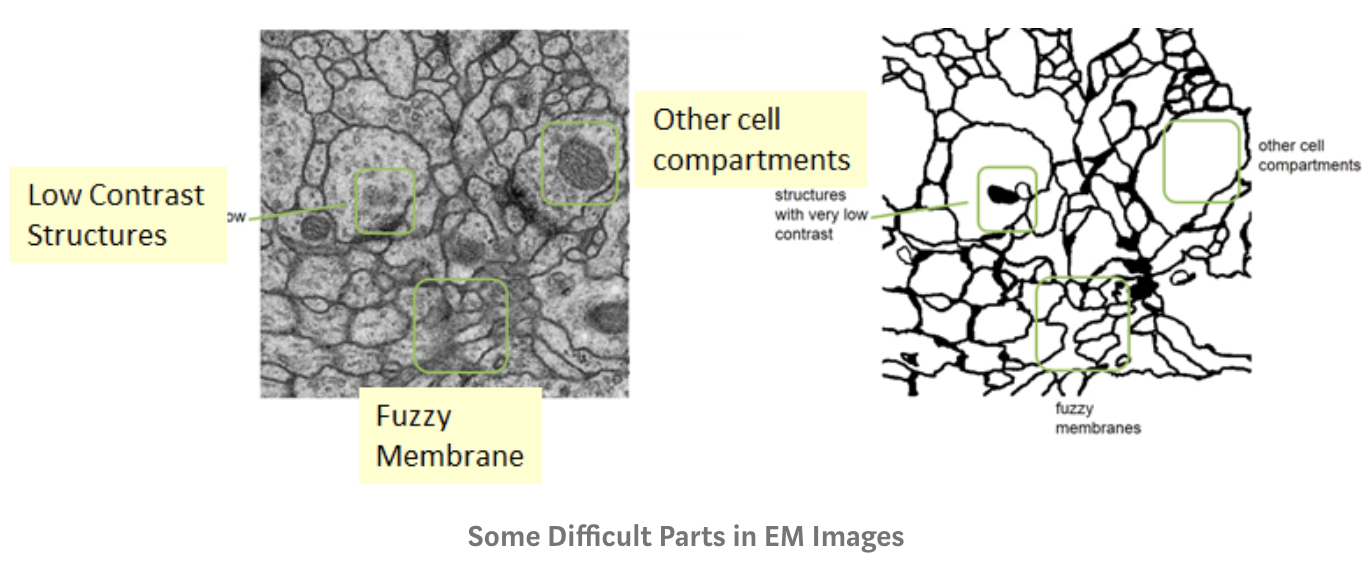 Low Contrast
Structures
ow
Fuzzy
Membrane
Other cell
compartments
structures
with very low
contrast
other cell
compartments
fuzzy
membranes
Some Difficult Parts in EM Images